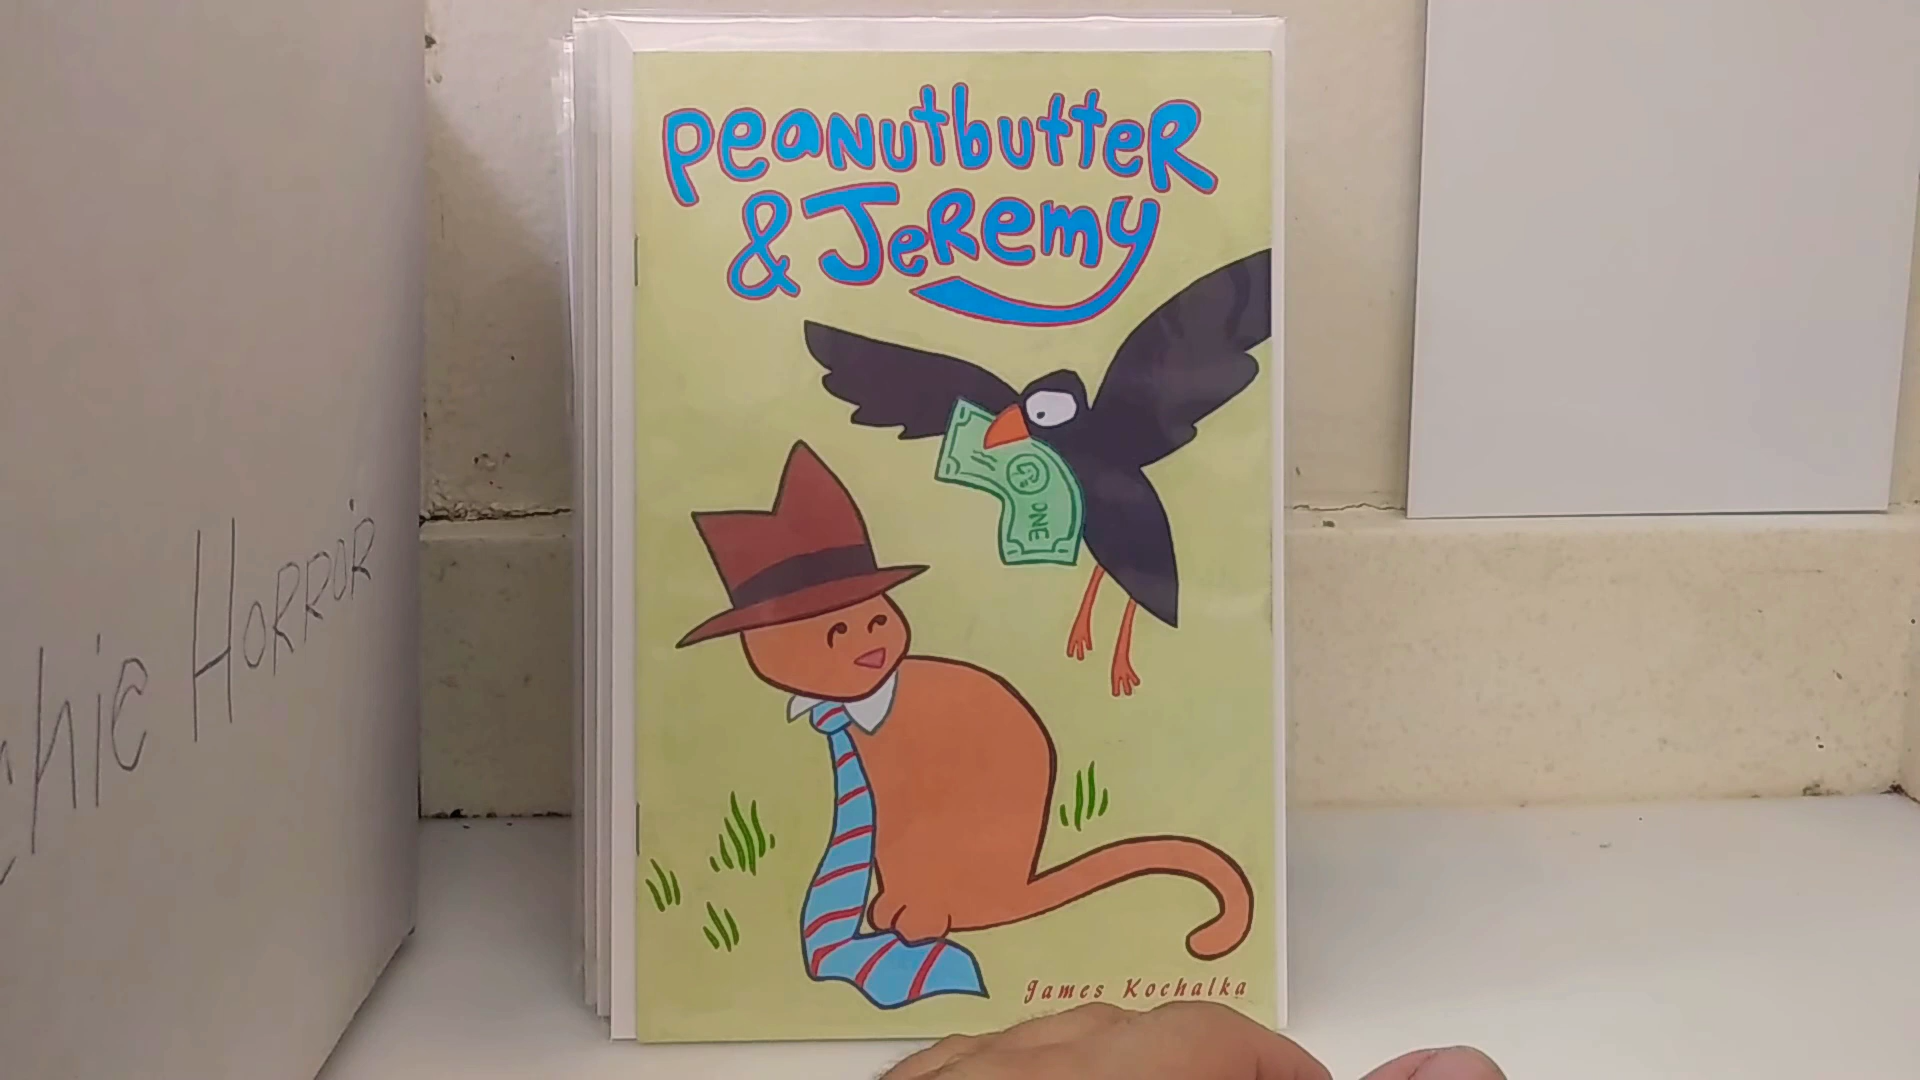 Peanutbutter
& Jeremy
ONE
James Kochalka
Horror